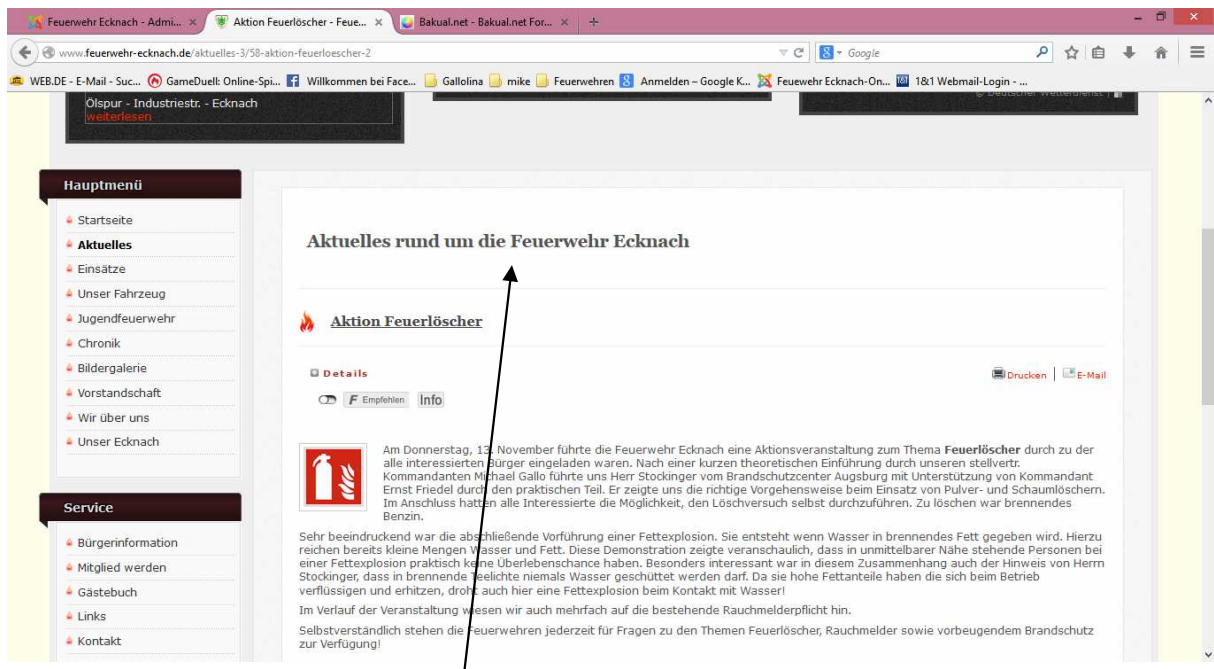 Feuerwehr Ecknach - Admi...
Aktion Feuerlöscher - Feue...
Bakual.net - Bakual.net For...
www.feuerwehr-ecknach.de/aktuelles-3/58-aktion-feuerloescher-2
Google
WEB.DE - E-Mail - Suc... GameDuell: Online-Spi... Willkommen bei Face... Gallolina mike Feuerwehren Anmelden – Google K... Feuewehr Ecknach-On... 1&1 Webmail-Login - ...
Ölspur - Industriestr. - Ecknach
weiterlesen
© Deutscher Wetterdienst
Hauptmenü
Startseite
Aktuelles
Einsätze
Unser Fahrzeug
Jugendfeuerwehr
Chronik
Bildergalerie
Vorstandschaft
Wir über uns
Unser Ecknach
Service
Bürgerinformation
Mitglied werden
Gästebuch
Links
Kontakt
Aktuelles rund um die Feuerwehr Ecknach
Aktion Feuerlöscher
Details
Drucken | E-Mail
F Empfehlen Info
Am Donnerstag, 13. November führte die Feuerwehr Ecknach eine Aktionsveranstaltung zum Thema Feuerlöscher durch zu der
alle interessierten Bürger eingeladen waren. Nach einer kurzen theoretischen Einführung durch unseren stellvertr.
Kommandanten Michael Gallo führte uns Herr Stockinger vom Brandschutzcenter Augsburg mit Unterstützung von Kommandant
Ernst Friedel durch den praktischen Teil. Er zeigte uns die richtige Vorgehensweise beim Einsatz von Pulver- und Schaumlöschern.
Im Anschluss hatten alle Interessierte die Möglichkeit, den Löschversuch selbst durchzuführen. Zu löschen war brennendes
Benzin.
Sehr beeindruckend war die abschließende Vorführung einer Fettexplosion. Sie entsteht wenn Wasser in brennendes Fett gegeben wird. Hierzu
reichen bereits kleine Mengen Wasser und Fett. Diese Demonstration zeigte veranschaulich, dass in unmittelbarer Nähe stehende Personen bei
einer Fettexplosion praktisch keine Überlebenschance haben. Besonders interessant war in diesem Zusammenhang auch der Hinweis von Herrn
Stockinger, dass in brennende Teelichte niemals Wasser geschüttet werden darf. Da sie hohe Fettanteile haben die sich beim Betrieb
verflüssigen und erhitzen, droht auch hier eine Fettexplosion beim Kontakt mit Wasser!
Im Verlauf der Veranstaltung wiesen wir auch mehrfach auf die bestehende Rauchmelderpflicht hin.
Selbstverständlich stehen die Feuerwehren jederzeit für Fragen zu den Themen Feuerlöscher, Rauchmelder sowie vorbeugendem Brandschutz
zur Verfügung!